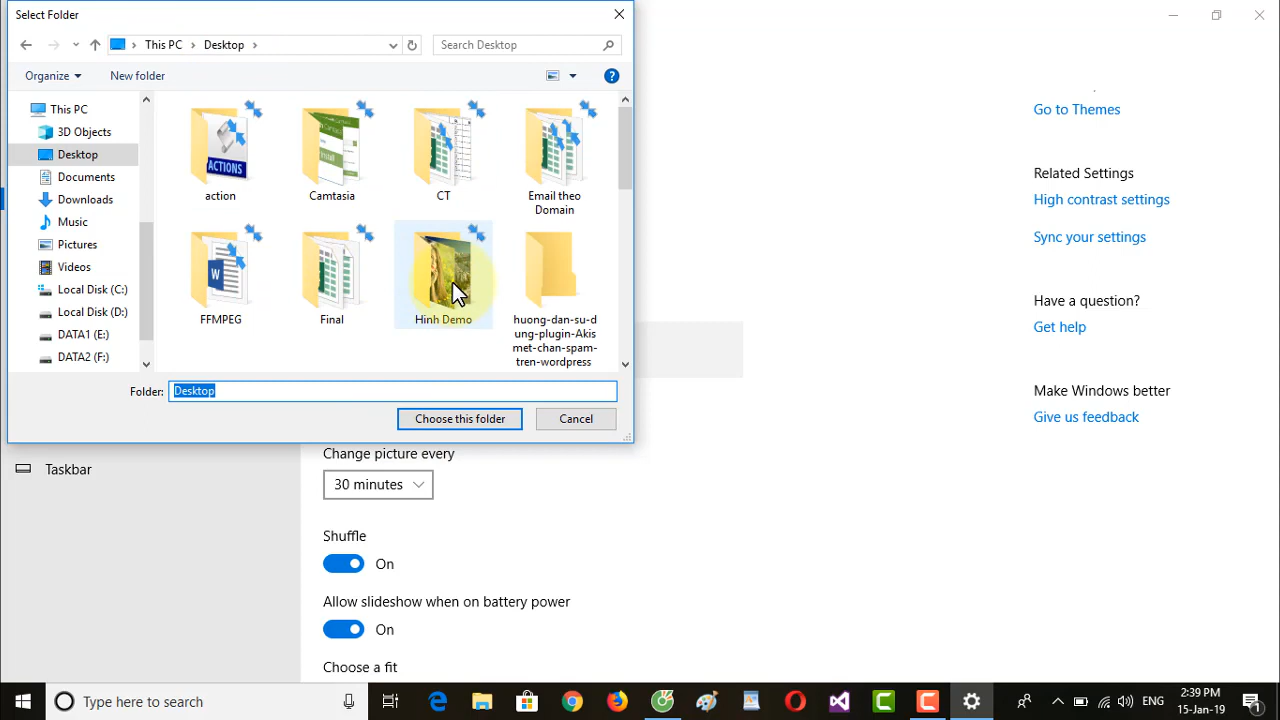 Select Folder
This PC
Desktop
Search Desktop
Organize
New folder
This PC
3D Objects
Desktop
Documents
Downloads
Music
Pictures
Videos
Local Disk (C:)
Local Disk (D:)
DATA1 (E:)
DATA2 (F:)
ACTIONS
action
Camtasia
CT
Email theo
Domain
W
FFMPEG
Final
Hinh Demo
huong-dan-su-d
ung-plugin-Akis
met-chan-spam-
tren-wordpress
Folder:
Desktop
Choose this folder
Cancel
Go to Themes
Related Settings
High contrast settings
Sync your settings
Have a question?
Get help
Make Windows better
Give us feedback
Taskbar
Change picture every
30 minutes
Shuffle
On
Allow slideshow when on battery power
On
Choose a fit
Type here to search
ENG
2:39 PM
15-Jan-19
1